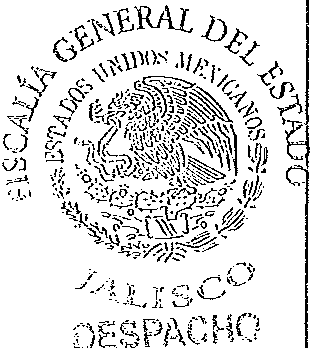 FISCALÍA GENERAL DEL ESTADO
ESTADOS UNIDOS MEXICANOS
JALISCO
DESPACHO